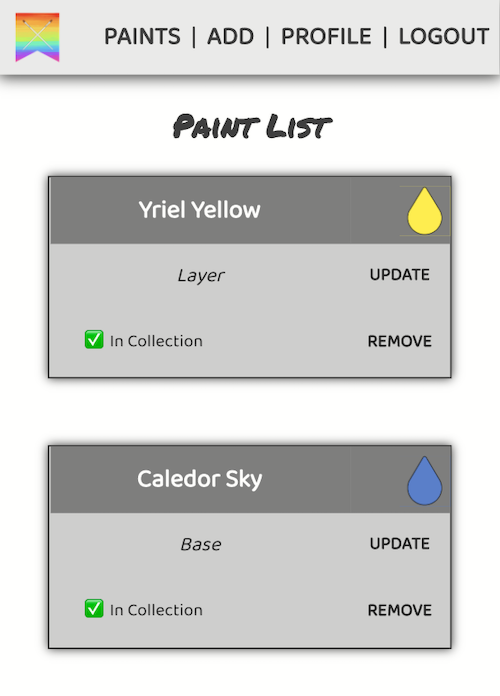 PAINTS | ADD | PROFILE | LOGOUT
Paint List
Yriel Yellow
Layer
UPDATE
In Collection
REMOVE
Caledor Sky
Base
UPDATE
In Collection
REMOVE